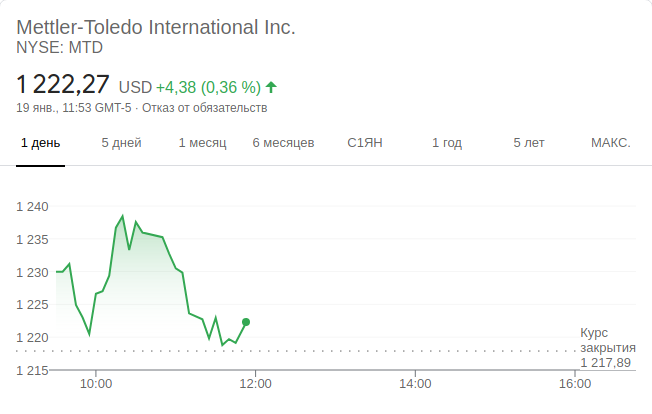 Mettler-Toledo International Inc.
NYSE: MTD
1 222,27 USD +4,38 (0,36 %)
19 янв., 11:53 GMT-5 · Отказ от обязательств
1 день 5 дней 1 месяц 6 месяцев С1ЯН 1 год 5 лет МАКС.
1 240
1 235
1 230
1 225
1 220
1 215
Курс
закрытия
1 217,89
10:00 12:00 14:00 16:00